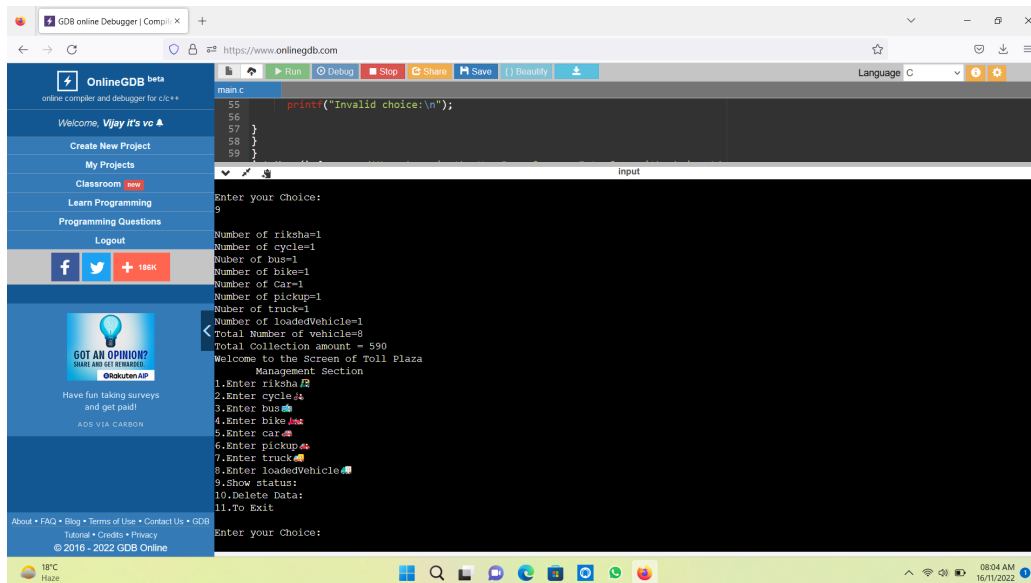 GDB online Debugger | Compil
https://www.onlinegdb.com
OnlineGDB beta
online compiler and debugger for c/c++
Welcome, Vijay it's vc
Create New Project
My Projects
Classroom new
Learn Programming
Programming Questions
Logout
186K
GOT AN OPINION?
SHARE AND GET REWARDED.
Rakuten AIP
Have fun taking surveys
and get paid!
ADS VIA CARBON
About • FAQ • Blog • Terms of Use • Contact Us • GDB
Tutorial • Credits • Privacy
© 2016 - 2022 GDB Online
Run Debug Stop Share Save { } Beautify
Language C
main.c
55 printf("Invalid choice:\n");
56
57 }
58 }
59 }
input
Enter your Choice:
9
Number of riksha=1
Number of cycle=1
Nuber of bus=1
Number of bike=1
Number of Car=1
Number of pickup=1
Nuber of truck=1
Number of loadedVehicle=1
Total Number of vehicle=8
Total Collection amount = 590
Welcome to the Screen of Toll Plaza
Management Section
1.Enter riksha
2.Enter cycle
3.Enter bus
4.Enter bike
5.Enter car
6.Enter pickup
7.Enter truck
8.Enter loadedVehicle
9.Show status:
10.Delete Data:
11.To Exit
Enter your Choice:
18°C
Haze
08:04 AM
16/11/2022
1